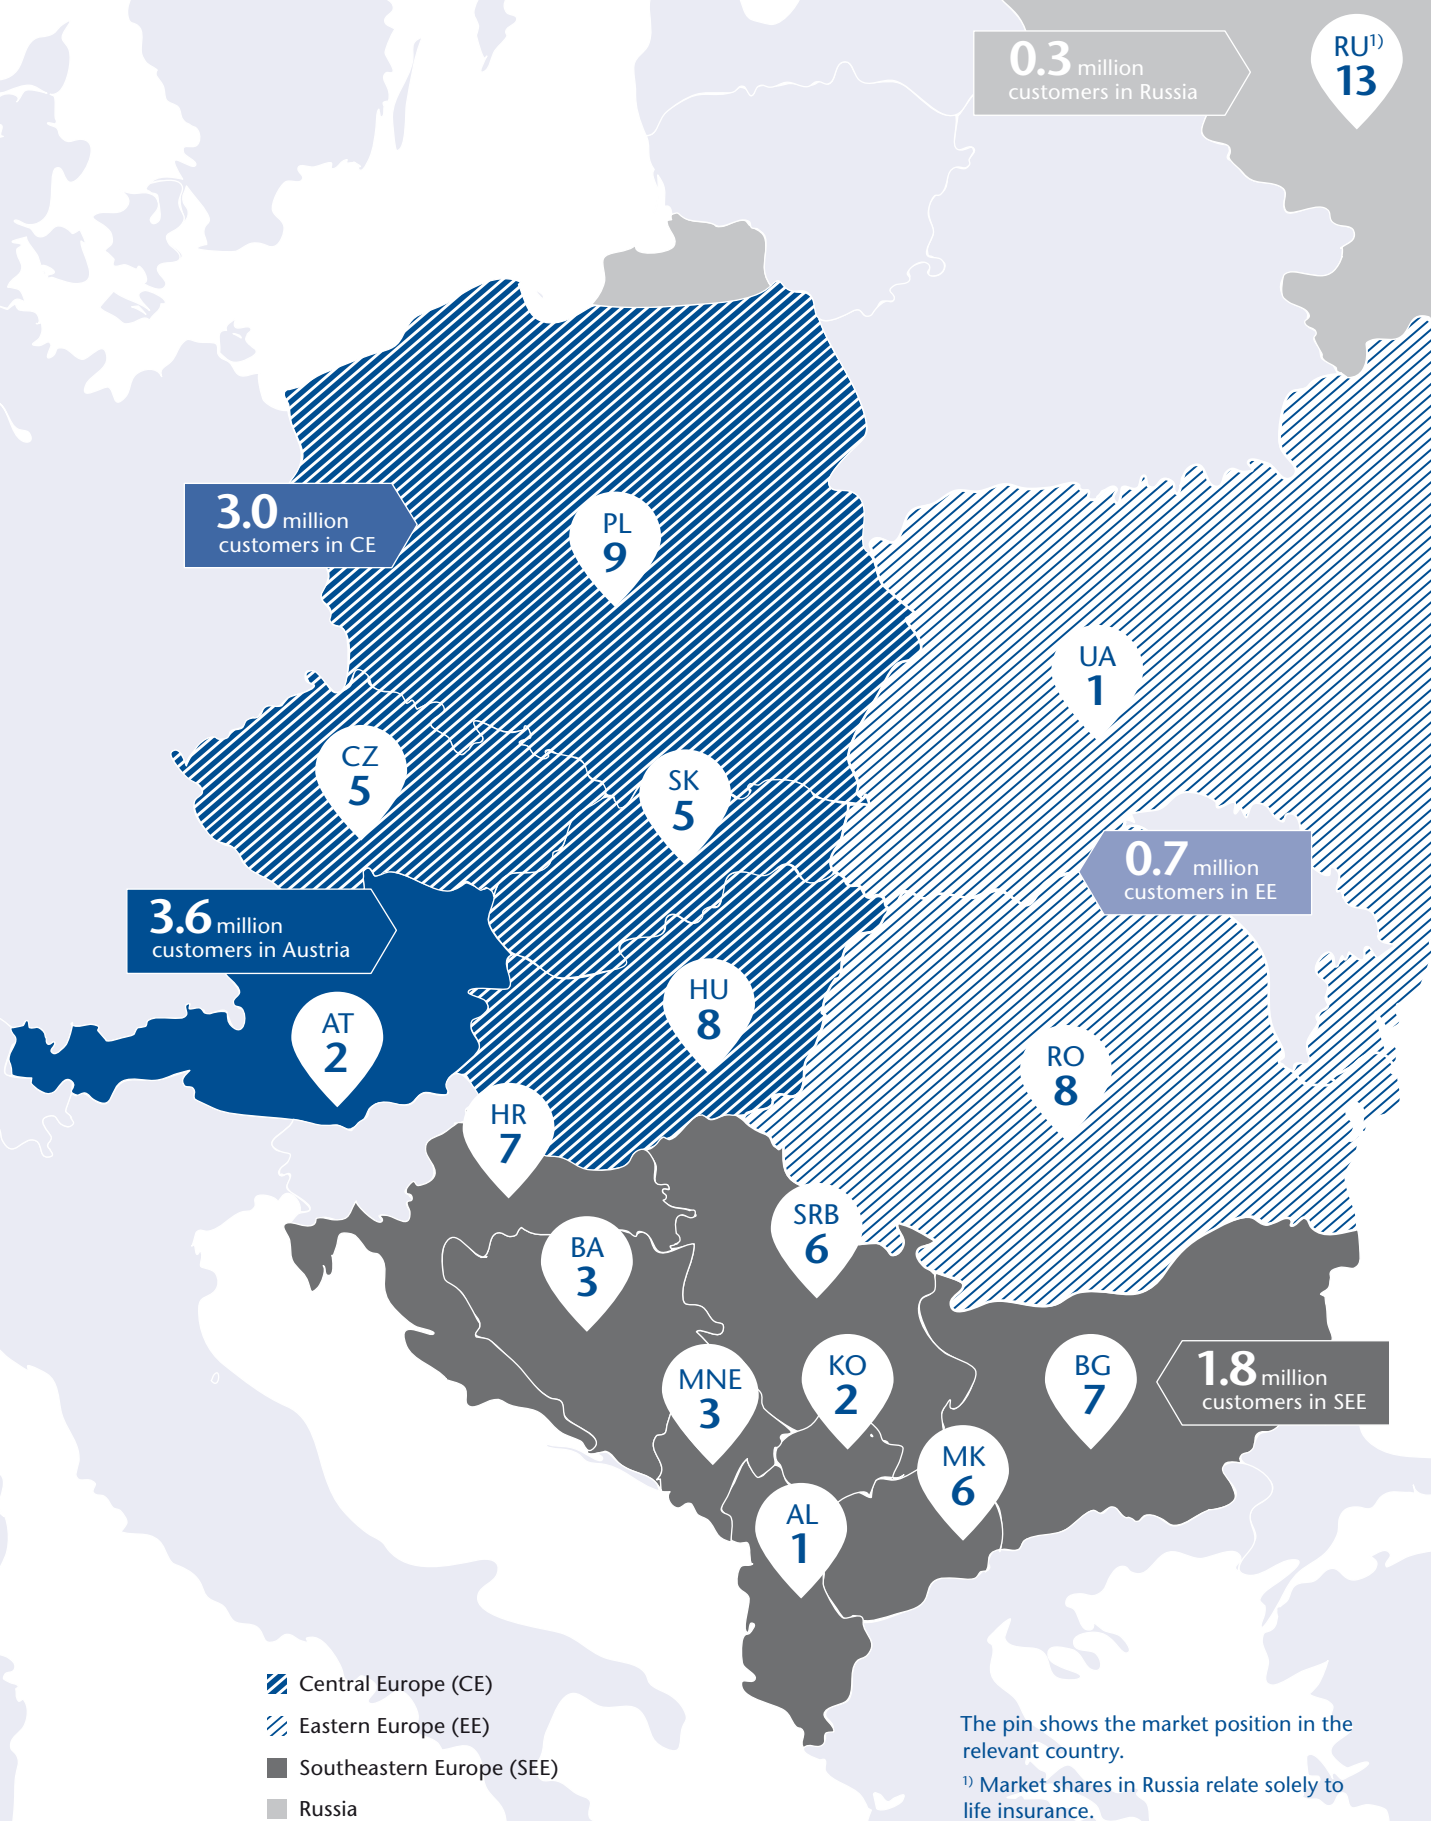 0.3 million
customers in Russia
RU¹⁾
13
3.0 million
customers in CE
PL
9
UA
1
CZ
5
SK
5
0.7 million
customers in EE
3.6 million
customers in Austria
HU
8
AT
2
RO
8
HR
7
SRB
6
BA
3
KO
2
BG
7
1.8 million
customers in SEE
MNE
3
MK
6
AL
1
Central Europe (CE)
Eastern Europe (EE)
Southeastern Europe (SEE)
Russia
The pin shows the market position in the
relevant country.
¹⁾ Market shares in Russia relate solely to
life insurance.